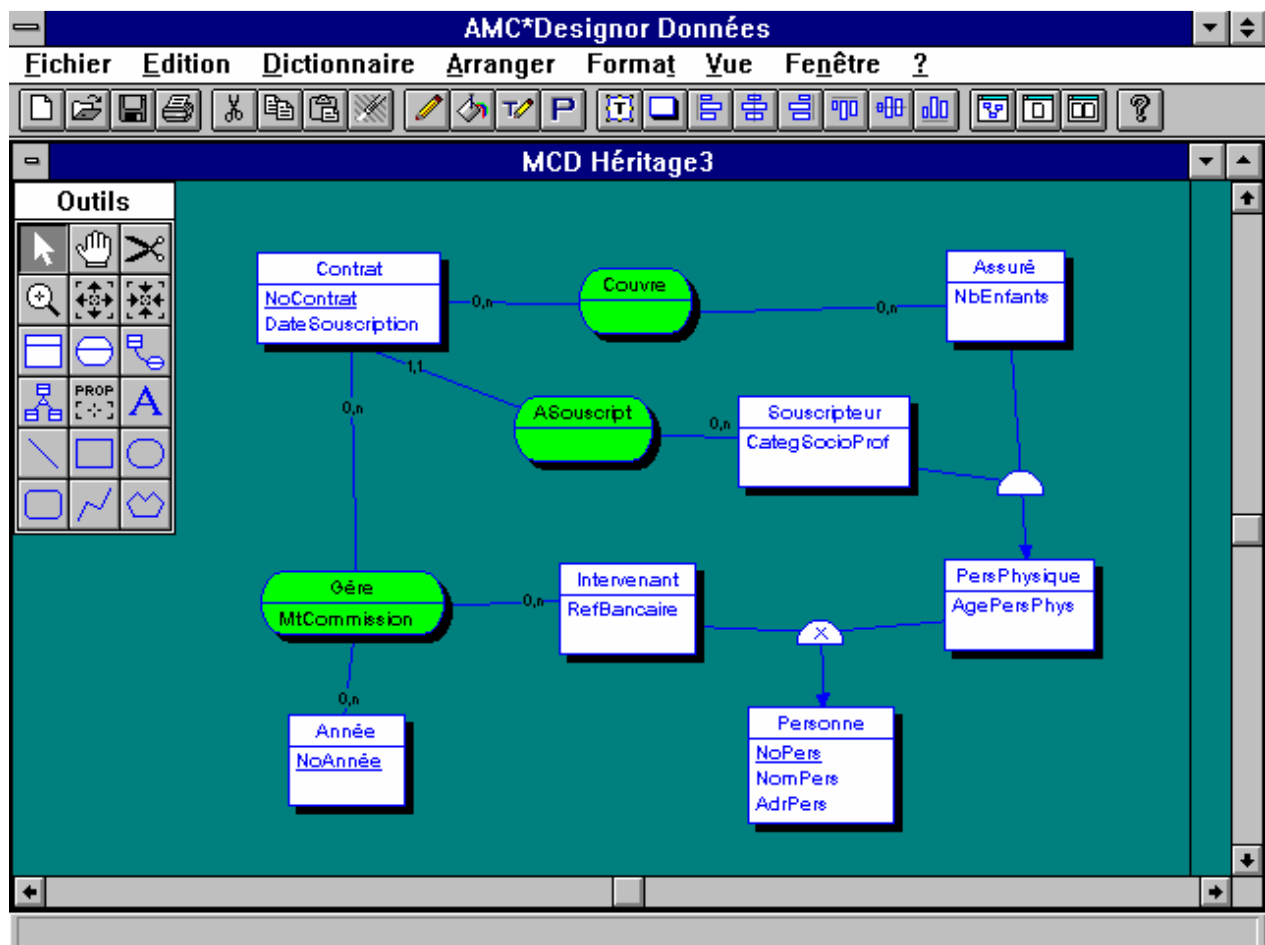 AMC*Designor Données
Fichier Edition Dictionnaire Arranger Format Vue Fenêtre ?
T P ?
MCD Héritage3
Outils
PROP
A
Contrat
NoContrat
DateSouscription
0,n
Couvre
0,n
Assuré
NbEnfants
1,1
0,n
ASouscript
0,n
Souscripteur
CategSocioProf
Gére
MtCommission
0,n
Intervenant
RefBancaire
X
PersPhysique
AgePersPhys
0,n
Année
NoAnnée
Personne
NoPers
NomPers
AdrPers